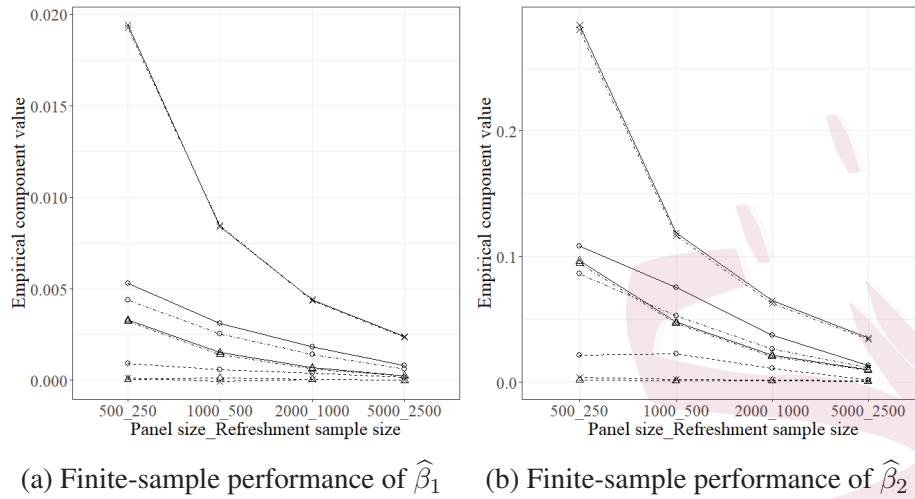 0.020
0.015
0.010
0.005
0.000
Empirical component value
500_250 1000_500 2000_1000 5000_2500
Panel size_Refreshment sample size
0.2
0.1
0.0
Empirical component value
500_250 1000_500 2000_1000 5000_2500
Panel size_Refreshment sample size
(a) Finite-sample performance of β̂₁
(b) Finite-sample performance of β̂₂